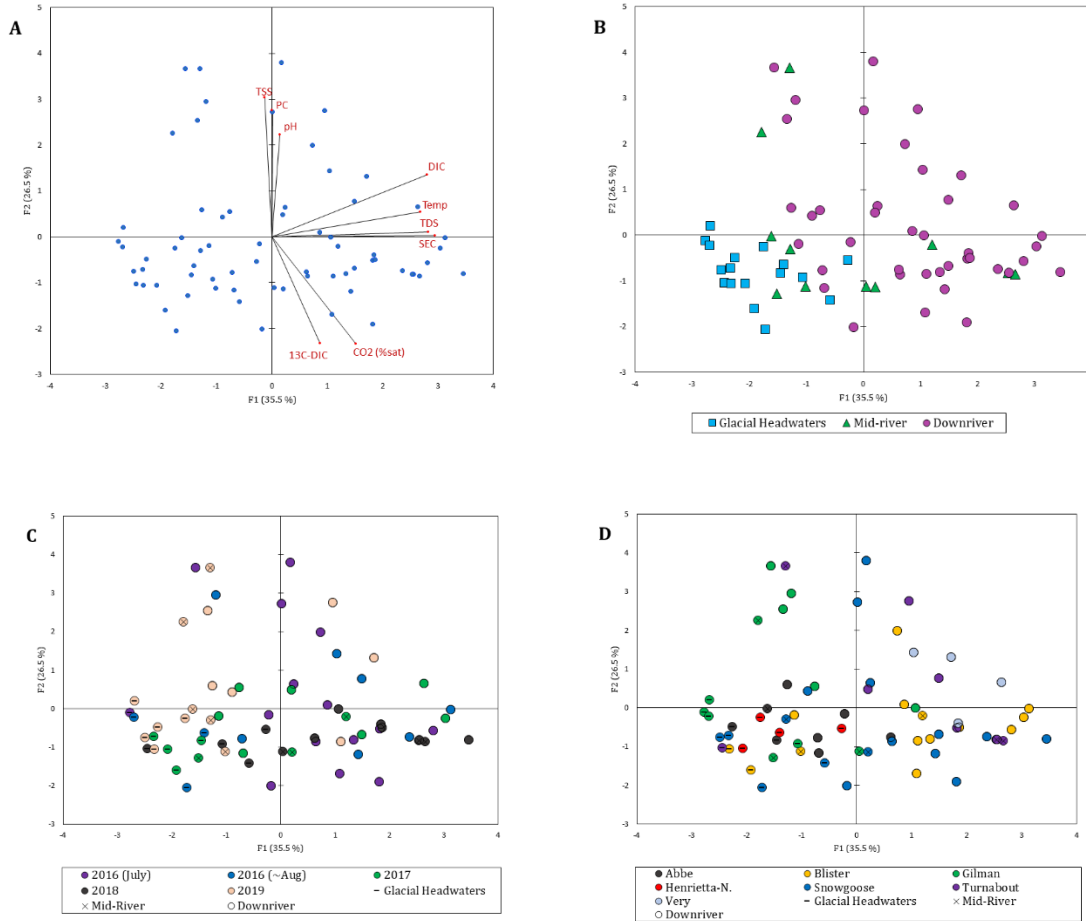 A
5
4
3
2
1
0
-1
-2
-3
-4 -3 -2 -1 0 1 2 3 4
F2 (26.5 %)
F1 (35.5 %)
TSS
PC
pH
DIC
Temp
TDS
SEC
13C-DIC
CO2 (%sat)
B
5
4
3
2
1
0
-1
-2
-3
-4 -3 -2 -1 0 1 2 3 4
F2 (26.5 %)
F1 (35.5 %)
Glacial Headwaters Mid-river Downriver
C
5
4
3
2
1
0
-1
-2
-3
-4 -3 -2 -1 0 1 2 3 4
F2 (26.5 %)
F1 (35.5 %)
2016 (July) 2016 (~Aug) 2017
2018 2019 Glacial Headwaters
Mid-River Downriver
D
5
4
3
2
1
0
-1
-2
-3
-4 -3 -2 -1 0 1 2 3 4
F2 (26.5 %)
F1 (35.5 %)
Abbe Blister Gilman
Henrietta-N. Snowgoose Turnabout
Very Glacial Headwaters Mid-River
Downriver